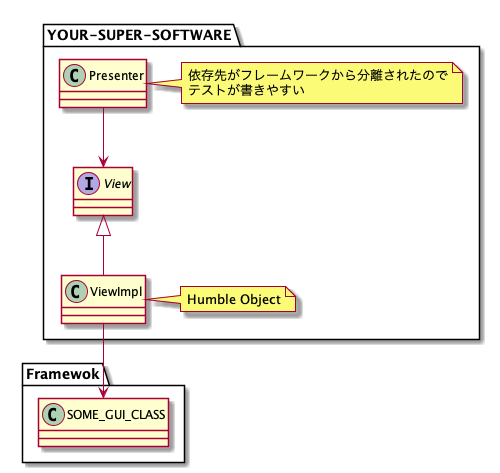 YOUR-SUPER-SOFTWARE
C Presenter
依存先がフレームワークから分離されたので
テストが書きやすい
I View
C ViewImpl
Humble Object
Framewok
C SOME_GUI_CLASS